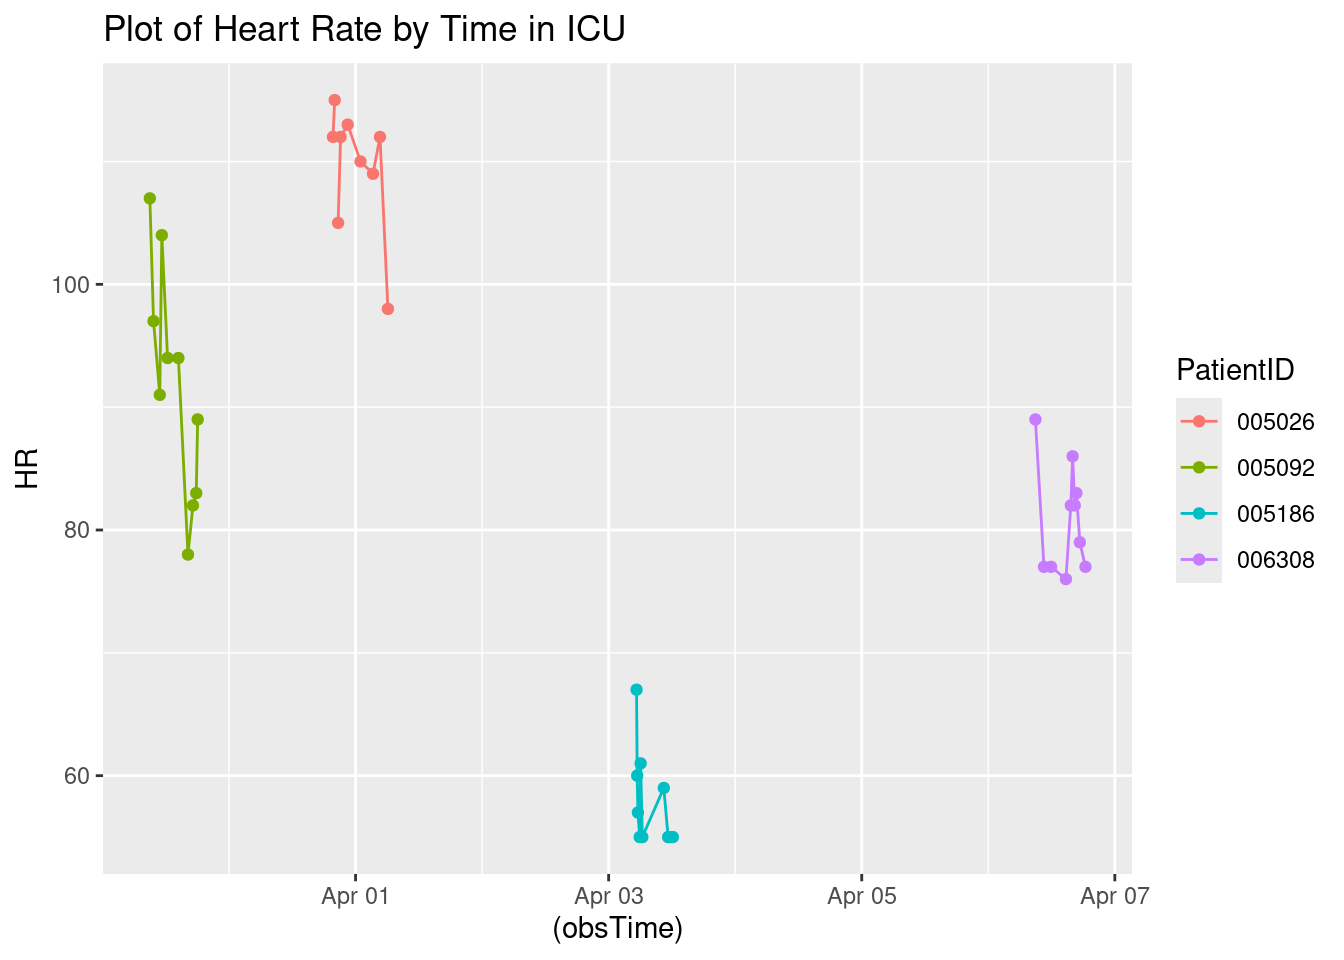 Plot of Heart Rate by Time in ICU
HR
100
80
60
Apr 01
Apr 03
Apr 05
Apr 07
(obsTime)
PatientID
005026
005092
005186
006308